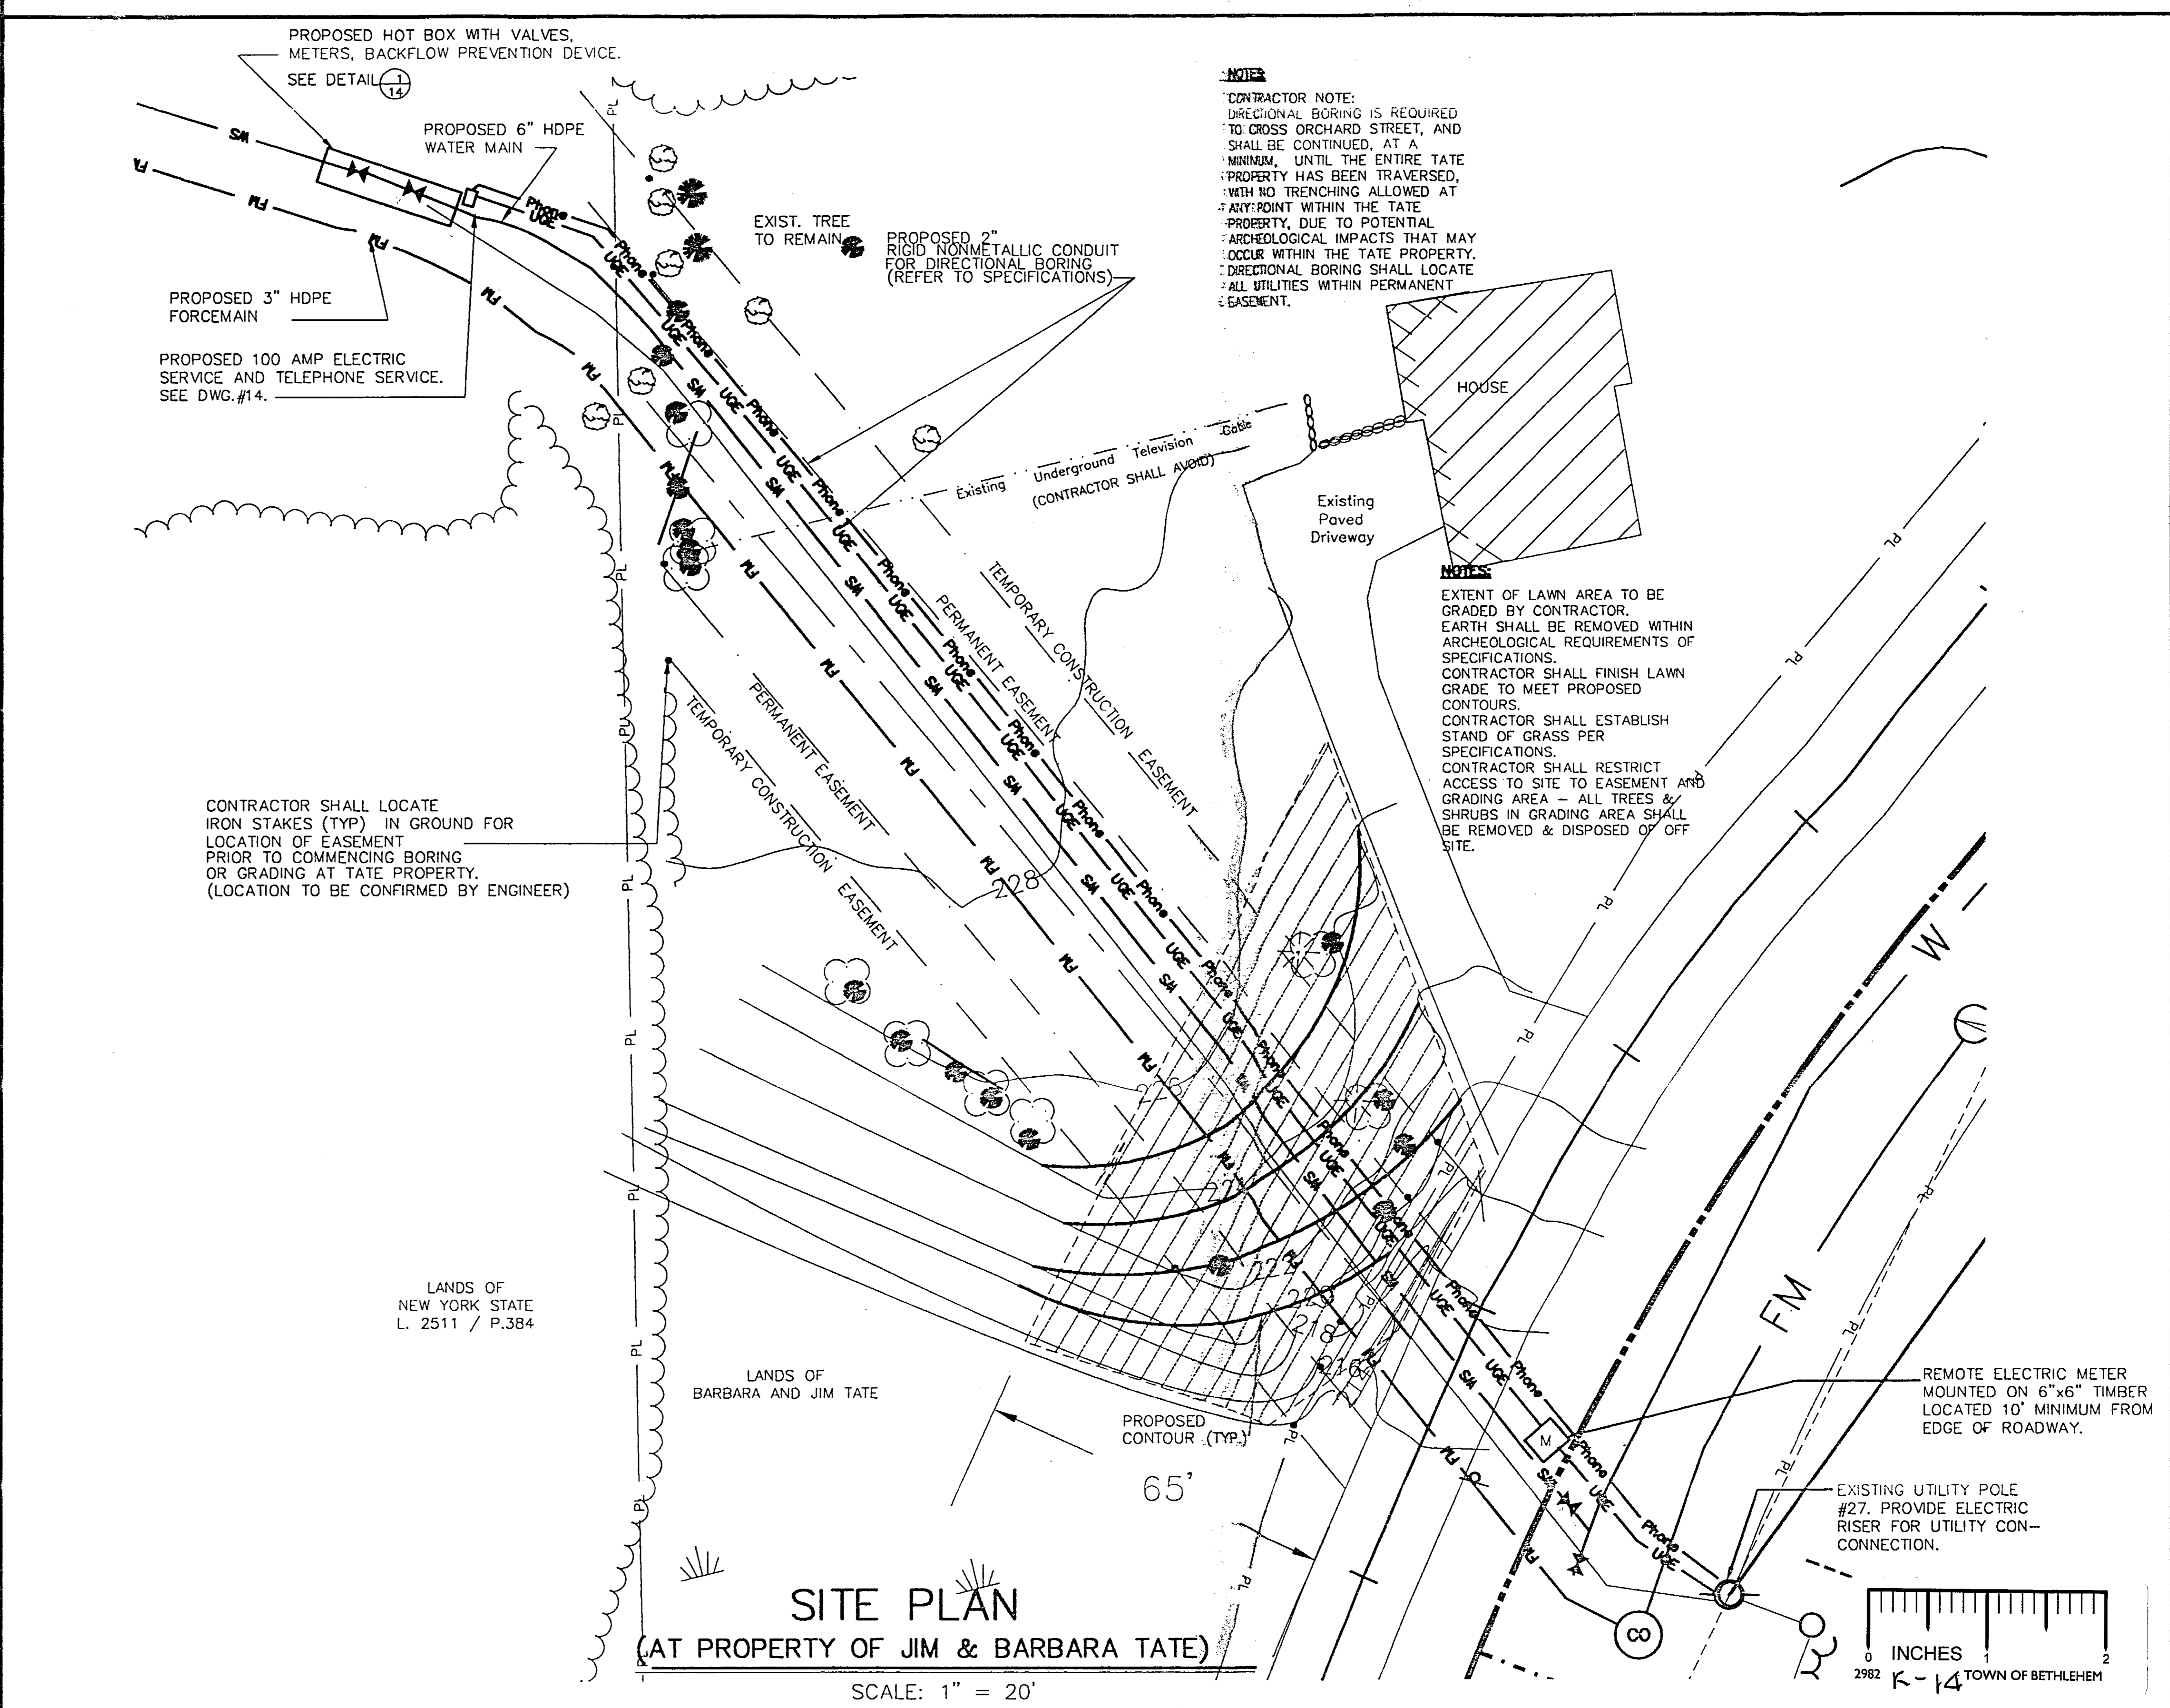 PROPOSED HOT BOX WITH VALVES,
METERS, BACKFLOW PREVENTION DEVICE.
SEE DETAIL 1
14
PROPOSED 6" HDPE
WATER MAIN
PROPOSED 3" HDPE
FORCEMAIN
PROPOSED 100 AMP ELECTRIC
SERVICE AND TELEPHONE SERVICE.
SEE DWG.#14.
EXIST. TREE
TO REMAIN
PROPOSED 2"
RIGID NONMETALLIC CONDUIT
FOR DIRECTIONAL BORING
(REFER TO SPECIFICATIONS)
NOTES
CONTRACTOR NOTE:
DIRECTIONAL BORING IS REQUIRED
TO CROSS ORCHARD STREET, AND
SHALL BE CONTINUED, AT A
MINIMUM, UNTIL THE ENTIRE TATE
PROPERTY HAS BEEN TRAVERSED,
WITH NO TRENCHING ALLOWED AT
ANY POINT WITHIN THE TATE
PROPERTY, DUE TO POTENTIAL
ARCHEOLOGICAL IMPACTS THAT MAY
OCCUR WITHIN THE TATE PROPERTY.
DIRECTIONAL BORING SHALL LOCATE
ALL UTILITIES WITHIN PERMANENT
EASEMENT.
HOUSE
Existing Underground Television Cable
(CONTRACTOR SHALL AVOID)
Existing
Paved
Driveway
NOTES:
EXTENT OF LAWN AREA TO BE
GRADED BY CONTRACTOR.
EARTH SHALL BE REMOVED WITHIN
ARCHEOLOGICAL REQUIREMENTS OF
SPECIFICATIONS.
CONTRACTOR SHALL FINISH LAWN
GRADE TO MEET PROPOSED
CONTOURS.
CONTRACTOR SHALL ESTABLISH
STAND OF GRASS PER
SPECIFICATIONS.
CONTRACTOR SHALL RESTRICT
ACCESS TO SITE TO EASEMENT AND
GRADING AREA – ALL TREES &
SHRUBS IN GRADING AREA SHALL
BE REMOVED & DISPOSED OF OFF
SITE.
TEMPORARY CONSTRUCTION EASEMENT
PERMANENT EASEMENT
PERMANENT EASEMENT
TEMPORARY CONSTRUCTION EASEMENT
CONTRACTOR SHALL LOCATE
IRON STAKES (TYP) IN GROUND FOR
LOCATION OF EASEMENT
PRIOR TO COMMENCING BORING
OR GRADING AT TATE PROPERTY.
(LOCATION TO BE CONFIRMED BY ENGINEER)
WS
FM
Phone
UGE
PL
228
218
216
W
FM
LANDS OF
NEW YORK STATE
L. 2511 / P.384
LANDS OF
BARBARA AND JIM TATE
PROPOSED
CONTOUR (TYP.)
65'
M
REMOTE ELECTRIC METER
MOUNTED ON 6"x6" TIMBER
LOCATED 10' MINIMUM FROM
EDGE OF ROADWAY.
EXISTING UTILITY POLE
#27. PROVIDE ELECTRIC
RISER FOR UTILITY CON–
CONNECTION.
CO
SITE PLAN
(AT PROPERTY OF JIM & BARBARA TATE)
SCALE: 1" = 20'
0 INCHES 1 2
2982 K-14 TOWN OF BETHLEHEM